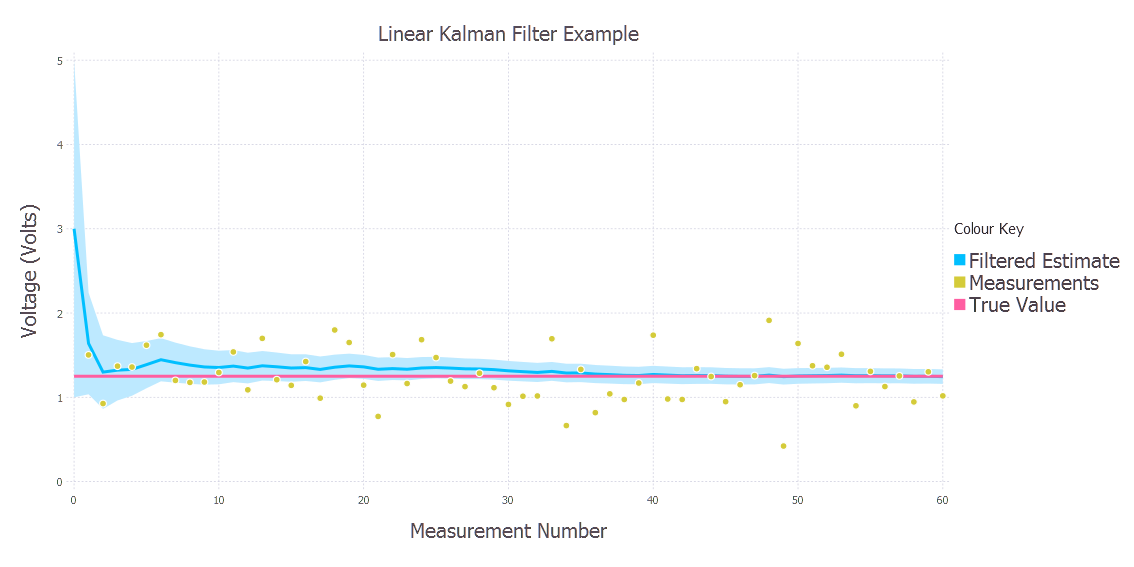 Linear Kalman Filter Example
5
4
3
2
1
0
Voltage (Volts)
0 10 20 30 40 50 60
Measurement Number
Colour Key
Filtered Estimate
Measurements
True Value